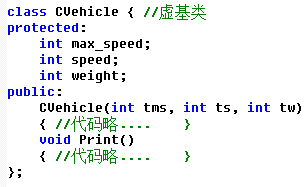 class CVehicle { //虚基类
protected:
    int max_speed;
    int speed;
    int weight;
public:
    CVehicle(int tms, int ts, int tw)
    { //代码略....    }
    void Print()
    { //代码略....    }
};